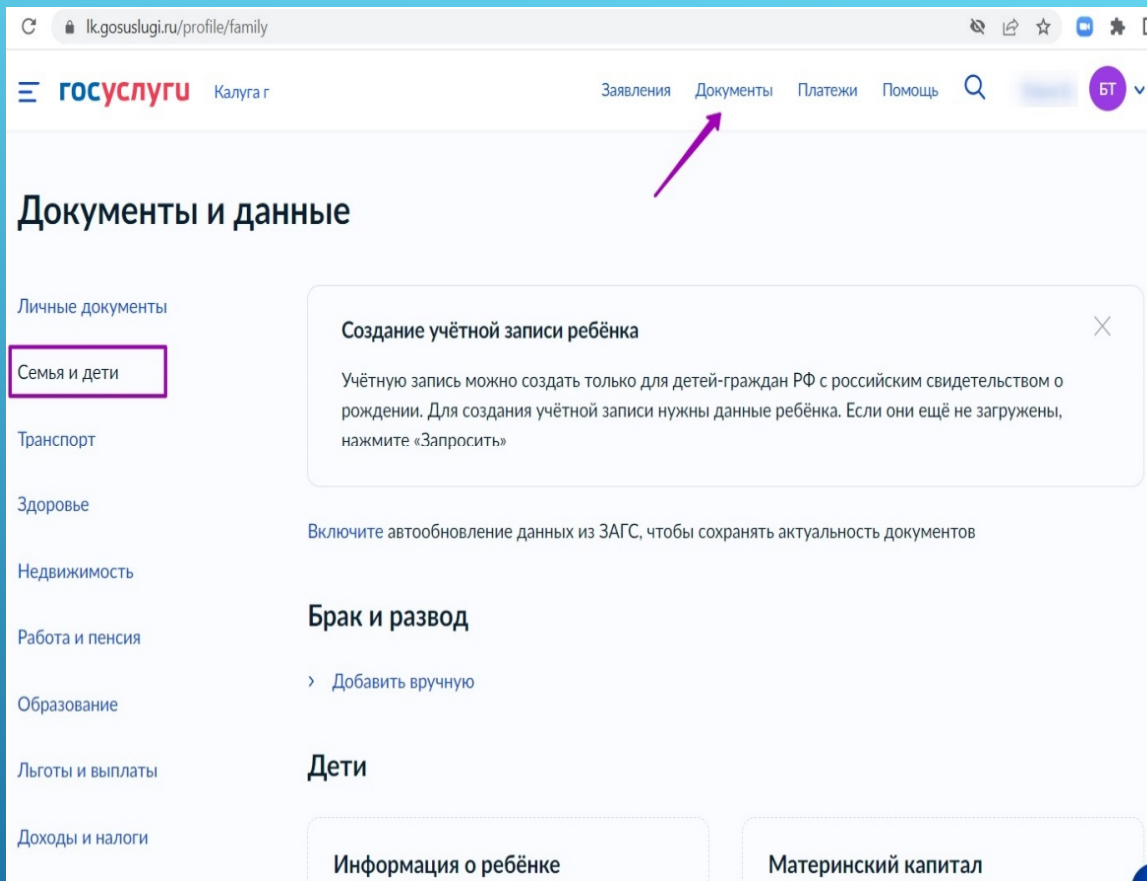 lk.gosuslugi.ru/profile/family
госуслуги Калуга г Заявления Документы Платежи Помощь БТ
Документы и данные
Личные документы
Семья и дети
Транспорт
Здоровье
Недвижимость
Работа и пенсия
Образование
Льготы и выплаты
Доходы и налоги
Создание учётной записи ребёнка
Учётную запись можно создать только для детей-граждан РФ с российским свидетельством о
рождении. Для создания учётной записи нужны данные ребёнка. Если они ещё не загружены,
нажмите «Запросить»
Включите автообновление данных из ЗАГС, чтобы сохранять актуальность документов
Брак и развод
Добавить вручную
Дети
Информация о ребёнке
Материнский капитал